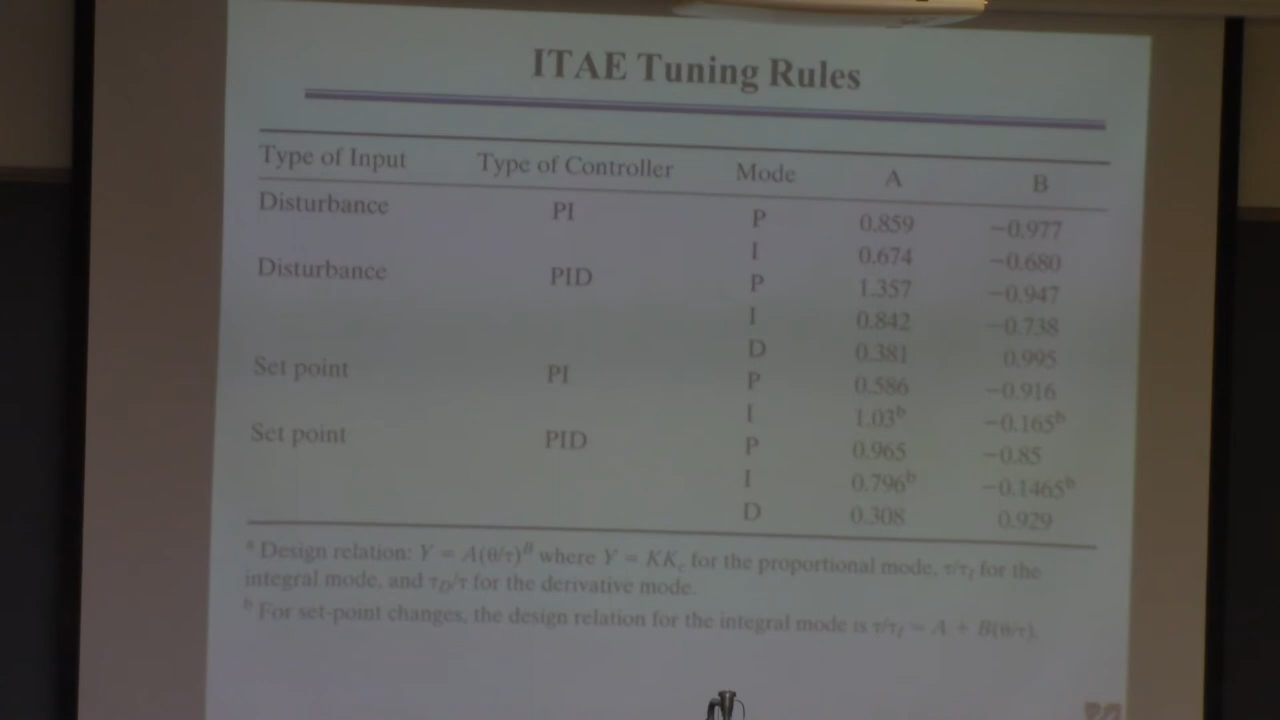 ITAE Tuning Rules
Type of Input Type of Controller Mode A B
Disturbance PI P 0.859 −0.977
I 0.674 −0.680
Disturbance PID P 1.357 −0.947
I 0.842 −0.738
D 0.381 0.995
Set point PI P 0.586 −0.916
I 1.03ᵇ −0.165ᵇ
Set point PID P 0.965 −0.85
I 0.796ᵇ −0.1465ᵇ
D 0.308 0.929
ᵃ Design relation: Y = A(θ/τ)ᴮ where Y = KK_c for the proportional mode, τ/τ_I for the
integral mode, and τ_D/τ for the derivative mode.
ᵇ For set-point changes, the design relation for the integral mode is τ/τ_I = A + B(θ/τ).